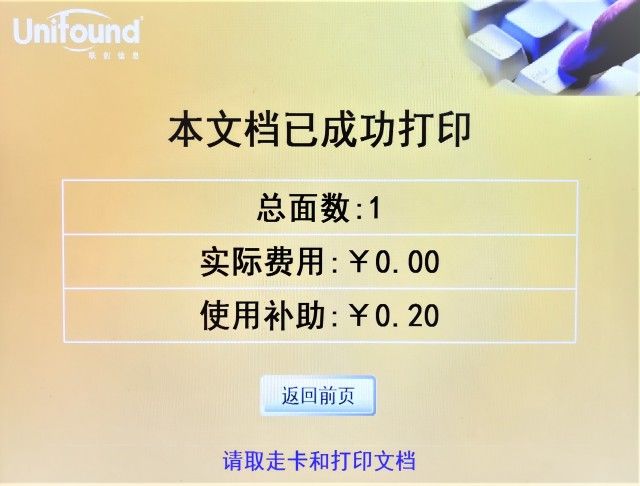 Unifound
联创信息
本文档已成功打印
总面数:1
实际费用:￥0.00
使用补助:￥0.20
返回前页
请取走卡和打印文档